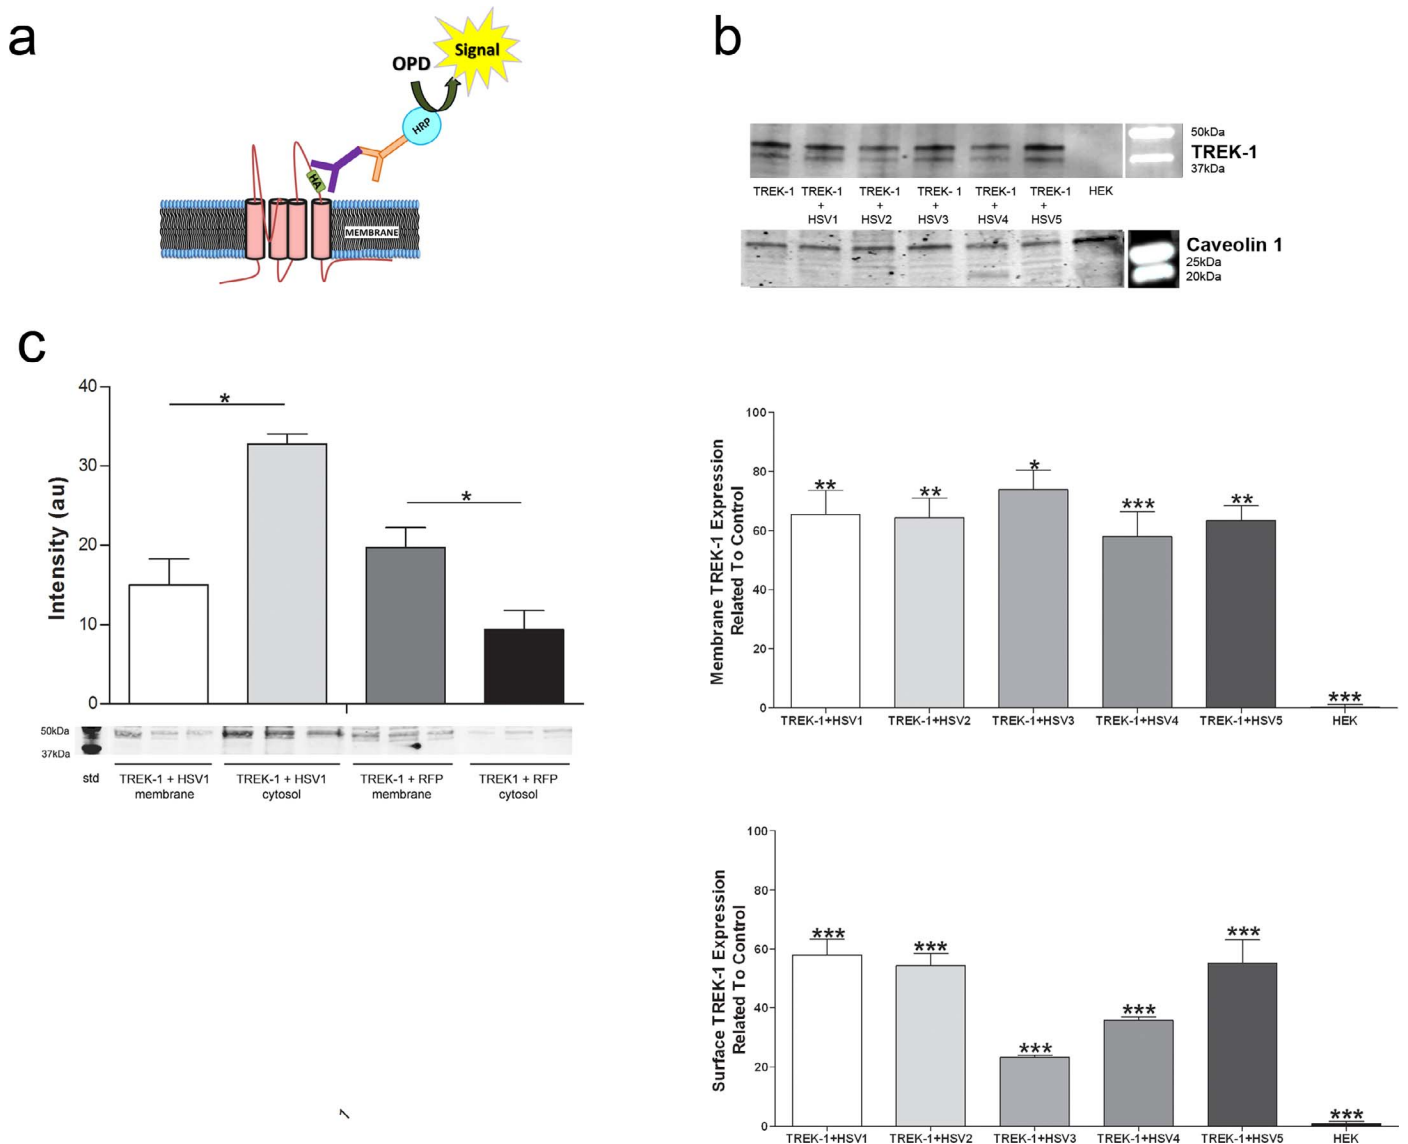 a
OPD
Signal
HRP
HA
MEMBRANE
b
50kDa
TREK-1
37kDa
TREK-1 TREK-1 TREK-1 TREK- 1 TREK-1 TREK-1 HEK
+ + + + +
HSV1 HSV2 HSV3 HSV4 HSV5
Caveolin 1
25kDa
20kDa
c
Intensity (au)
40
30
20
10
0
*
*
50kDa
37kDa
std TREK-1 + HSV1 TREK-1 + HSV1 TREK-1 + RFP TREK1 + RFP
membrane cytosol membrane cytosol
Membrane TREK-1 Expression
Related To Control
100
80
60
40
20
0
** ** * *** ** ***
TREK-1+HSV1 TREK-1+HSV2 TREK-1+HSV3 TREK-1+HSV4 TREK-1+HSV5 HEK
Surface TREK-1 Expression
Related To Control
100
80
60
40
20
0
*** *** *** *** *** ***
TREK-1+HSV1 TREK-1+HSV2 TREK-1+HSV3 TREK-1+HSV4 TREK-1+HSV5 HEK
1